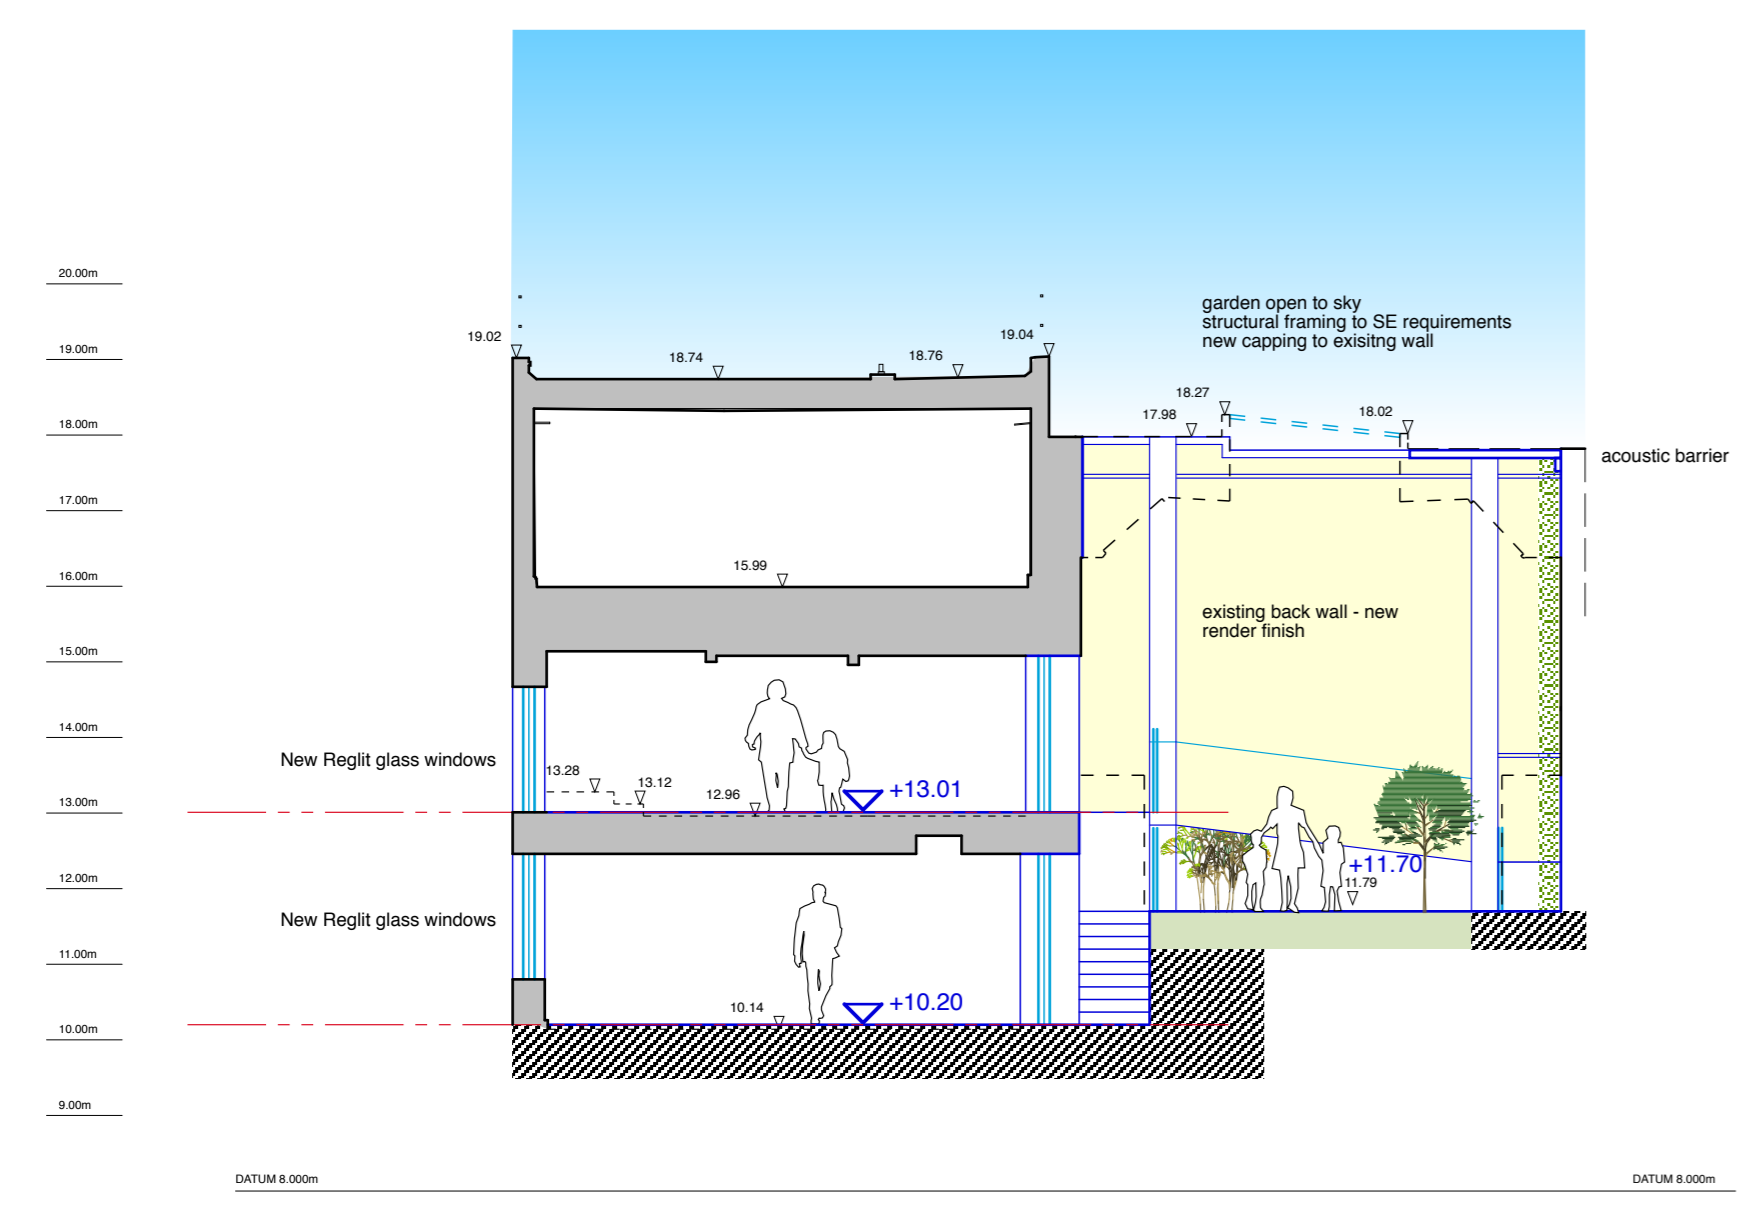 20.00m
19.00m
18.00m
17.00m
16.00m
15.00m
14.00m
13.00m
12.00m
11.00m
10.00m
9.00m
19.02
18.74
18.76
19.04
garden open to sky
structural framing to SE requirements
new capping to exisitng wall
18.27
17.98
18.02
acoustic barrier
15.99
existing back wall - new
render finish
New Reglit glass windows
13.28
13.12
12.96
+13.01
New Reglit glass windows
+11.70
11.79
10.14
+10.20
DATUM 8.000m
DATUM 8.000m